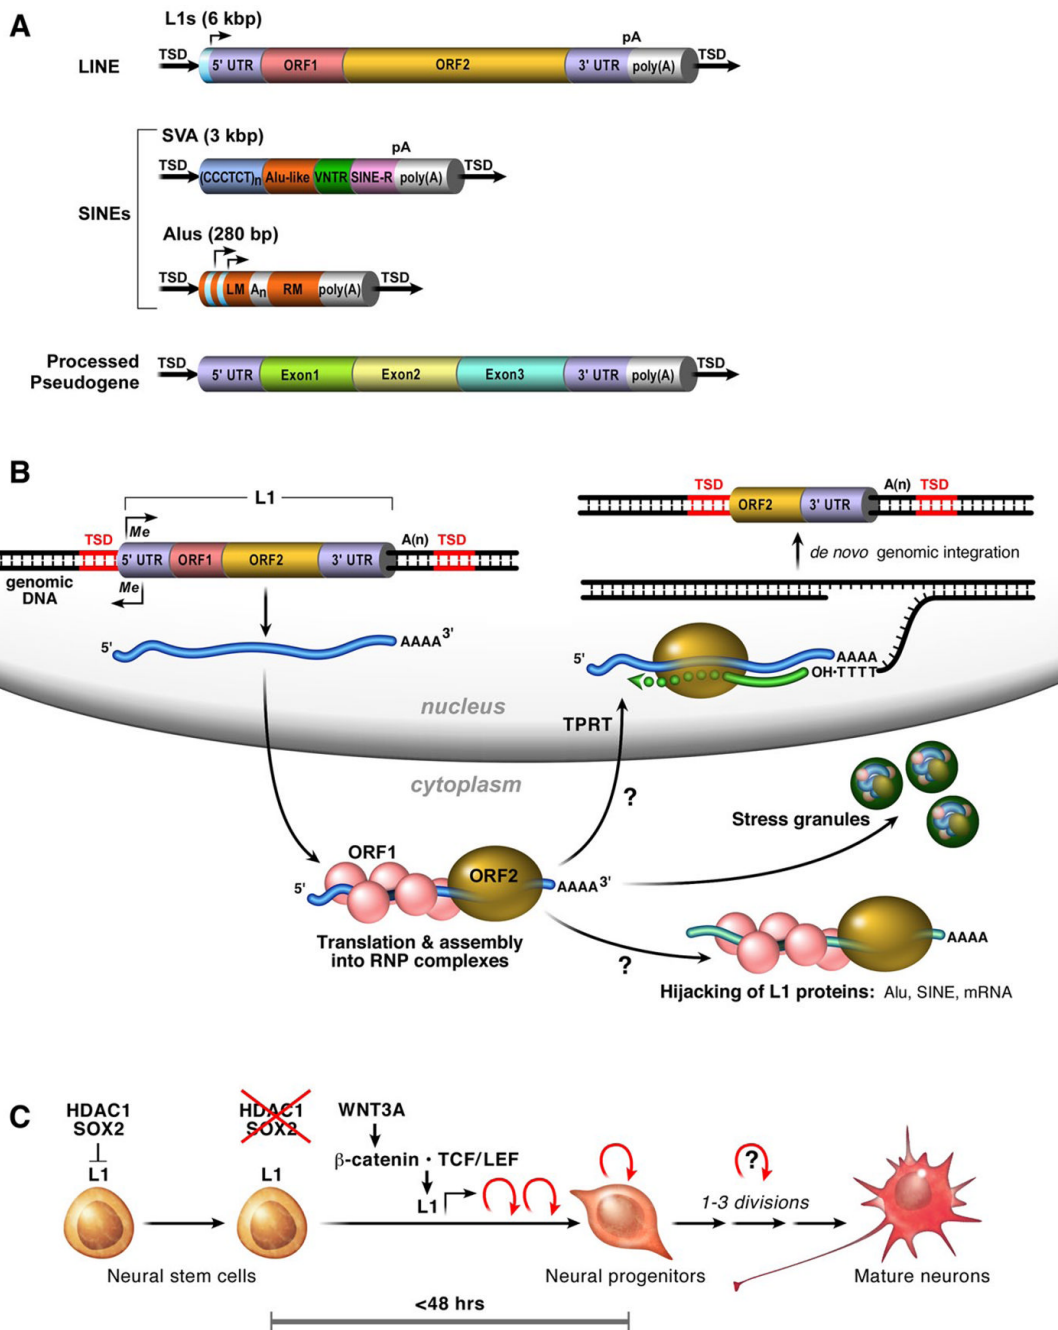 A
L1s (6 kbp)
LINE
TSD
5' UTR
ORF1
ORF2
3' UTR
pA
poly(A)
TSD
SINEs
SVA (3 kbp)
TSD
(CCCTCT)n
Alu-like
VNTR
SINE-R
pA
poly(A)
TSD
Alus (280 bp)
TSD
LM
An
RM
poly(A)
TSD
Processed
Pseudogene
TSD
5' UTR
Exon1
Exon2
Exon3
3' UTR
poly(A)
TSD
B
L1
Me
TSD
5' UTR
ORF1
ORF2
3' UTR
A(n)
TSD
Me
genomic
DNA
5'
AAAA3'
TSD
ORF2
3' UTR
A(n)
TSD
de novo genomic integration
5'
AAAA
OH•TTTT
nucleus
TPRT
cytoplasm
?
Stress granules
ORF1
ORF2
5'
AAAA3'
Translation & assembly
into RNP complexes
?
AAAA
Hijacking of L1 proteins: Alu, SINE, mRNA
C
HDAC1
SOX2
L1
HDAC1
SOX2
L1
WNT3A
β-catenin • TCF/LEF
L1
?
1-3 divisions
Neural stem cells
Neural progenitors
Mature neurons
<48 hrs